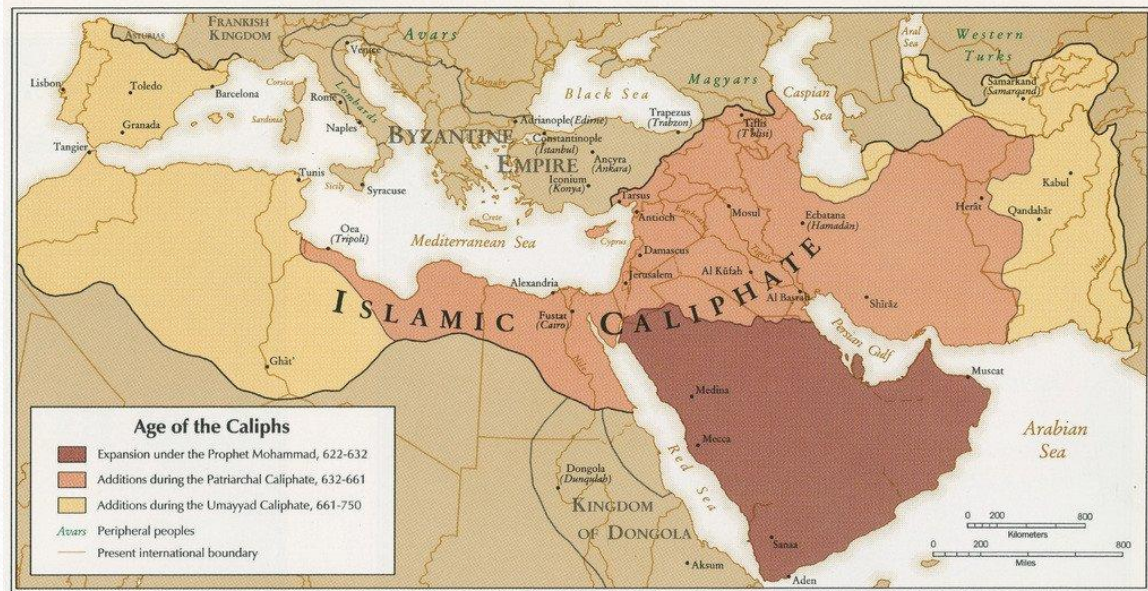 FRANKISH
KINGDOM
ASTURIAS
Avars
Western
Turks
Aral
Sea
Venice
Magyars
Samarkand
(Samarqand)
Lisbon
Toledo
Barcelona
Corsica
Lombards
Danube
Black Sea
Caspian
Sea
Rome
Sardinia
Naples
Adrianople (Edirne)
Trapezus
(Trabzon)
Tiflis
(T'bilisi)
Granada
BYZANTINE
EMPIRE
Constantinople
(Istanbul)
Ancyra
(Ankara)
Tangier
Tunis
Sicily
Syracuse
Iconium
(Konya)
Tarsus
Antioch
Mosul
Ecbatana
(Hamadān)
Herāt
Kabul
Qandahār
Crete
Cyprus
Euphrates
Tigris
Indus
Oea
(Tripoli)
Mediterranean Sea
Damascus
Jerusalem
Al Kūfah
Al Basrah
Shīrāz
Alexandria
Fustat
(Cairo)
ISLAMIC CALIPHATE
Persian Gulf
Nile
Ghāt'
Medina
Muscat
Mecca
Arabian
Sea
Red Sea
Dongola
(Dunqulah)
KINGDOM
OF DONGOLA
Sanaa
Aksum
Aden
Age of the Caliphs
Expansion under the Prophet Mohammad, 622-632
Additions during the Patriarchal Caliphate, 632-661
Additions during the Umayyad Caliphate, 661-750
Avars Peripheral peoples
Present international boundary
0 200 800
Kilometers
0 200 800
Miles